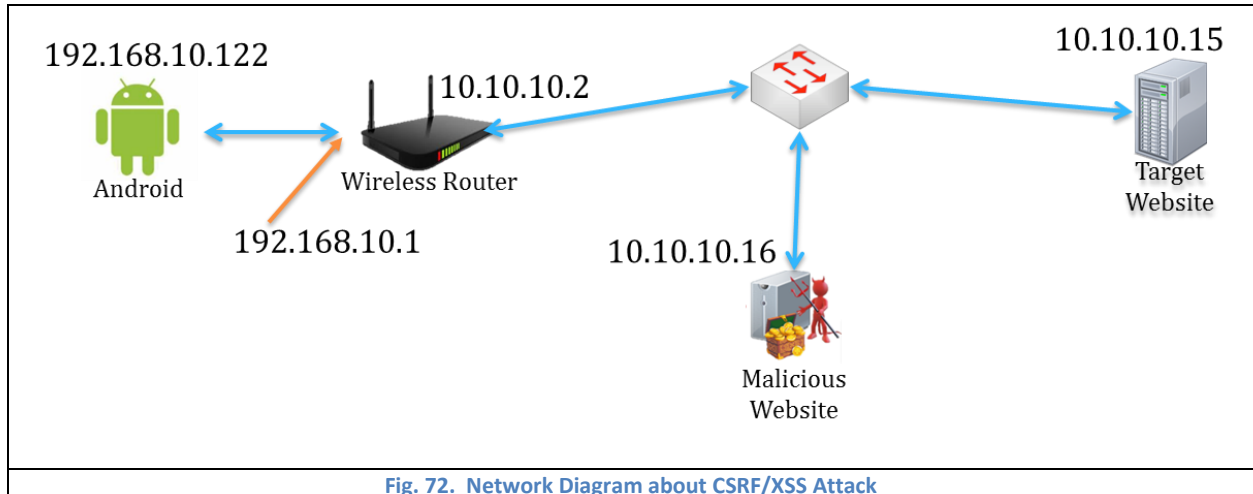 192.168.10.122
10.10.10.15
10.10.10.2
Android
Wireless Router
Target
Website
192.168.10.1
10.10.10.16
Malicious
Website
Fig. 72. Network Diagram about CSRF/XSS Attack